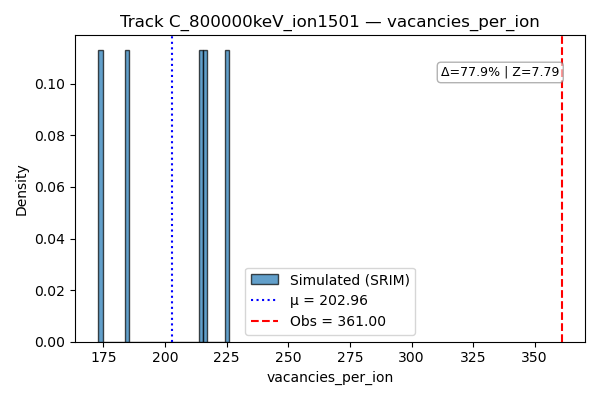 Track C_800000keV_ion1501 — vacancies_per_ion
Δ=77.9% | Z=7.79
0.10
0.08
0.06
0.04
0.02
0.00
Density
Simulated (SRIM)
μ = 202.96
Obs = 361.00
175 200 225 250 275 300 325 350
vacancies_per_ion